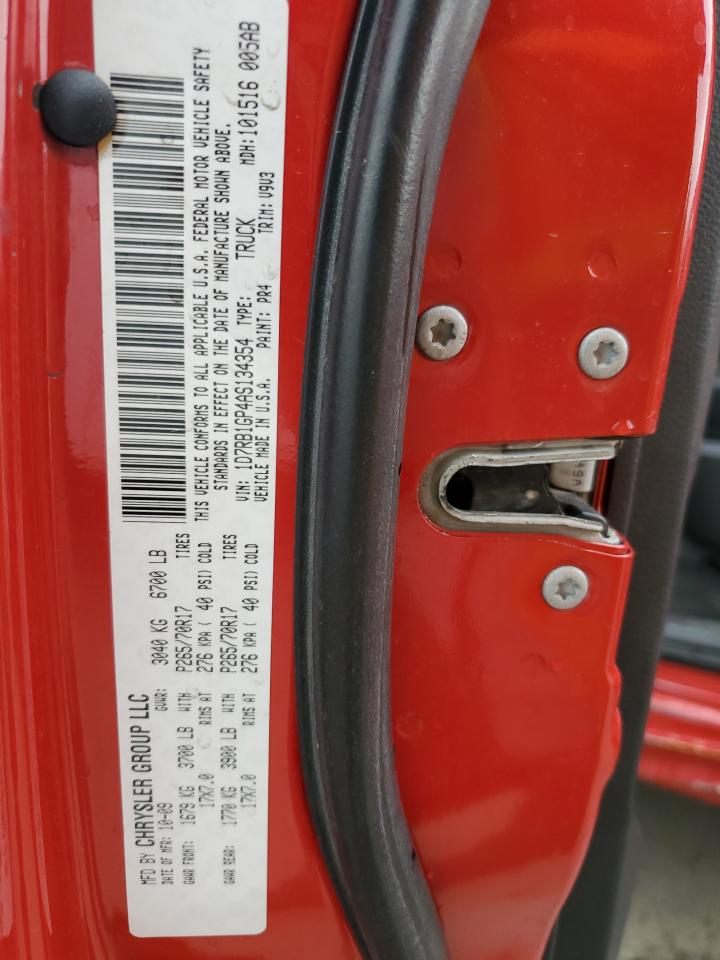 MFD BY CHRYSLER GROUP LLC
DATE OF MFR: 10-09 GVWR: 3040 KG 6700 LB
GAWR FRONT: 1679 KG 3700 LB WITH P265/70R17 TIRES
17X7.0 RIMS AT 276 KPA ( 40 PSI) COLD
GAWR REAR: 1770 KG 3900 LB WITH P265/70R17 TIRES
17X7.0 RIMS AT 276 KPA ( 40 PSI) COLD
THIS VEHICLE CONFORMS TO ALL APPLICABLE U.S.A. FEDERAL MOTOR VEHICLE SAFETY
STANDARDS IN EFFECT ON THE DATE OF MANUFACTURE SHOWN ABOVE.
VIN: 1D7RB1GP4AS134354 TYPE: TRUCK MDH: 101516 005AB
VEHICLE MADE IN U.S.A. PAINT: PR4 TRIM: V9V3